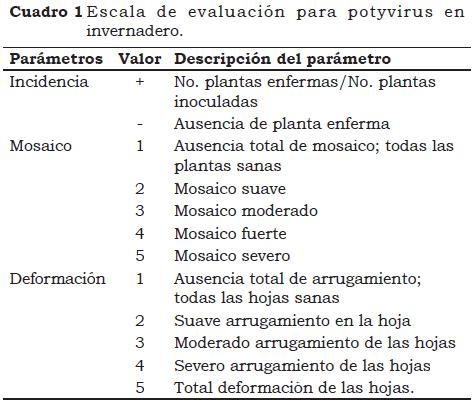 Cuadro 1 Escala de evaluación para potyvirus en
invernadero.
Parámetros Valor Descripción del parámetro
Incidencia + No. plantas enfermas/No. plantas
inoculadas
- Ausencia de planta enferma
Mosaico 1 Ausencia total de mosaico; todas las
plantas sanas
2 Mosaico suave
3 Mosaico moderado
4 Mosaico fuerte
5 Mosaico severo
Deformación 1 Ausencia total de arrugamiento;
todas las hojas sanas
2 Suave arrugamiento en la hoja
3 Moderado arrugamiento de las hojas
4 Severo arrugamiento de las hojas
5 Total deformación de las hojas.